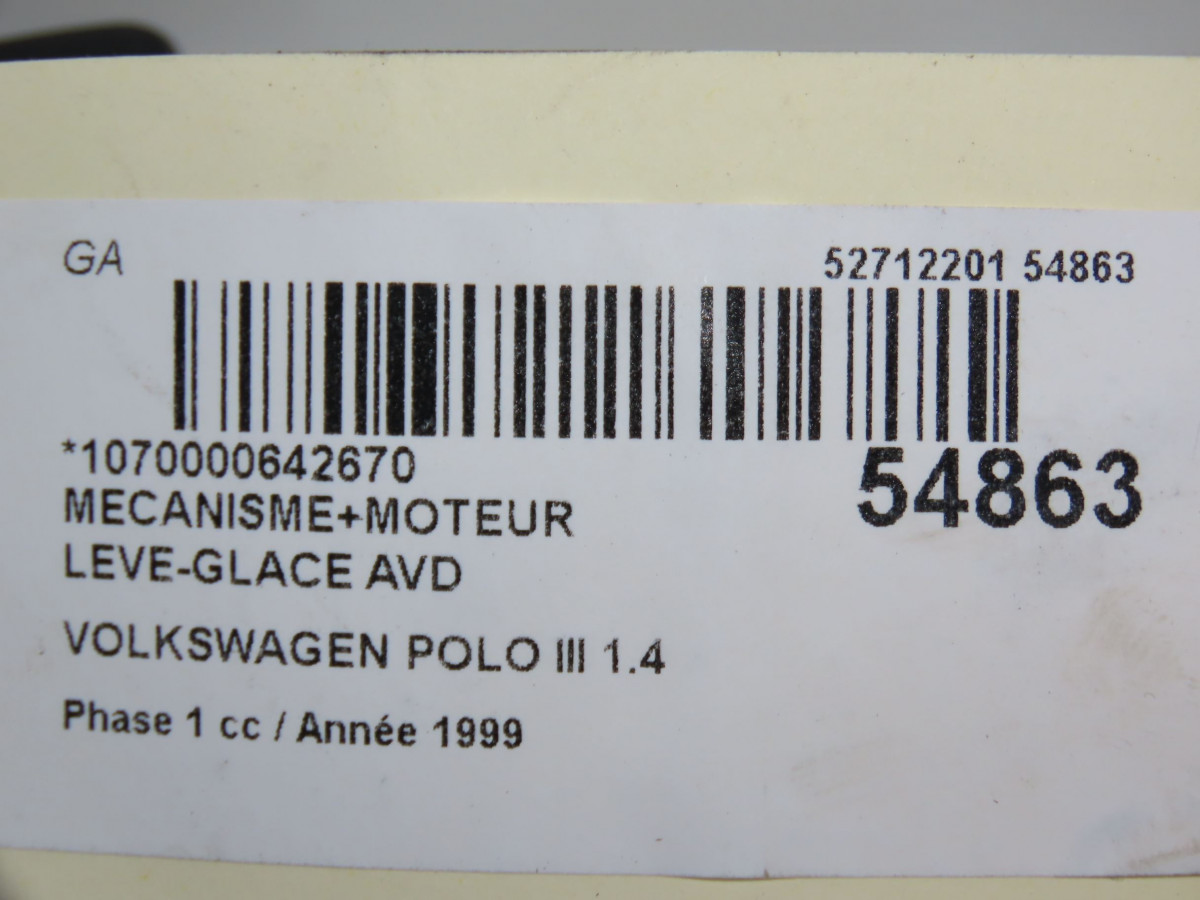 GA
52712201 54863
*1070000642670
54863
MECANISME+MOTEUR
LEVE-GLACE AVD
VOLKSWAGEN POLO III 1.4
Phase 1 cc / Année 1999